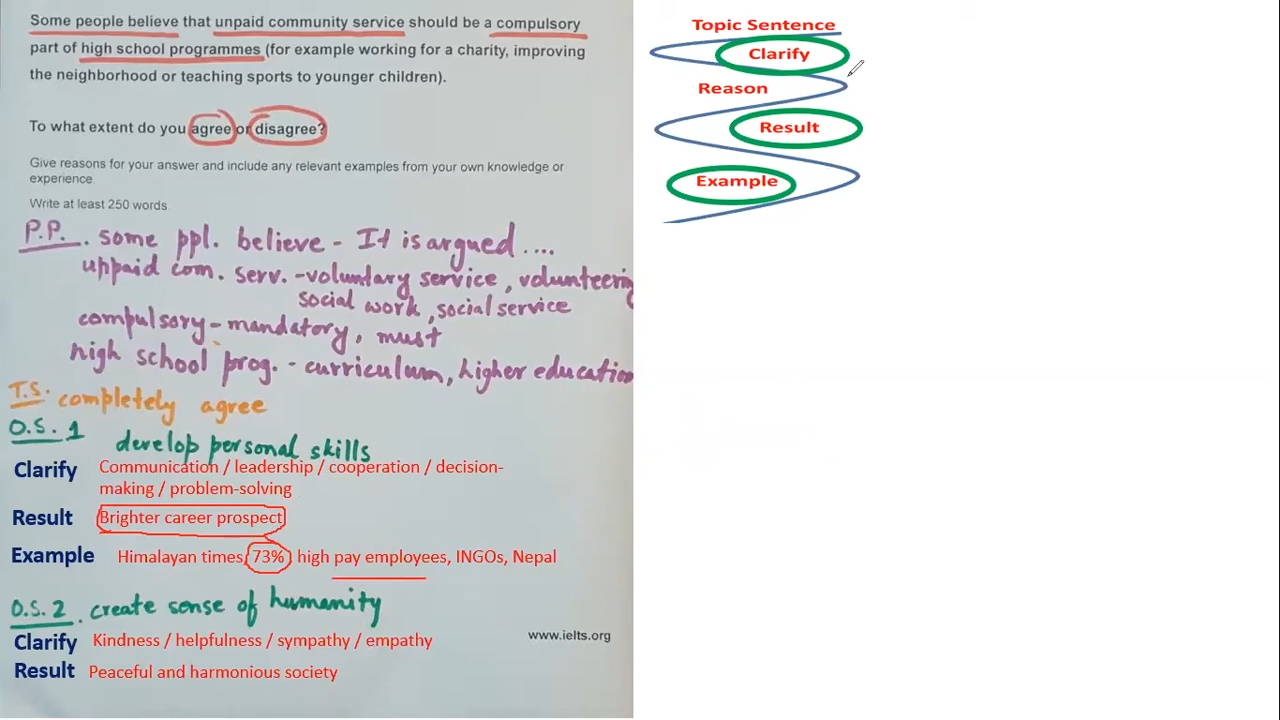 Some people believe that unpaid community service should be a compulsory
part of high school programmes (for example working for a charity, improving
the neighborhood or teaching sports to younger children).
To what extent do you agree or disagree?
Give reasons for your answer and include any relevant examples from your own knowledge or
experience.
Write at least 250 words.
P.P. . some ppl. believe - It is argued ....
uppaid com. serv. - voluntary service, volunteering
social work, social service
compulsory - mandatory, must
high school prog. - curriculum, higher education
T.S. completely agree
O.S. 1 develop personal skills
Clarify Communication / leadership / cooperation / decision-
making / problem-solving
Result Brighter career prospect
Example Himalayan times, 73% high pay employees, INGOs, Nepal
O.S. 2 . create sense of humanity
Clarify Kindness / helpfulness / sympathy / empathy
www.ielts.org
Result Peaceful and harmonious society
Topic Sentence
Clarify
Reason
Result
Example